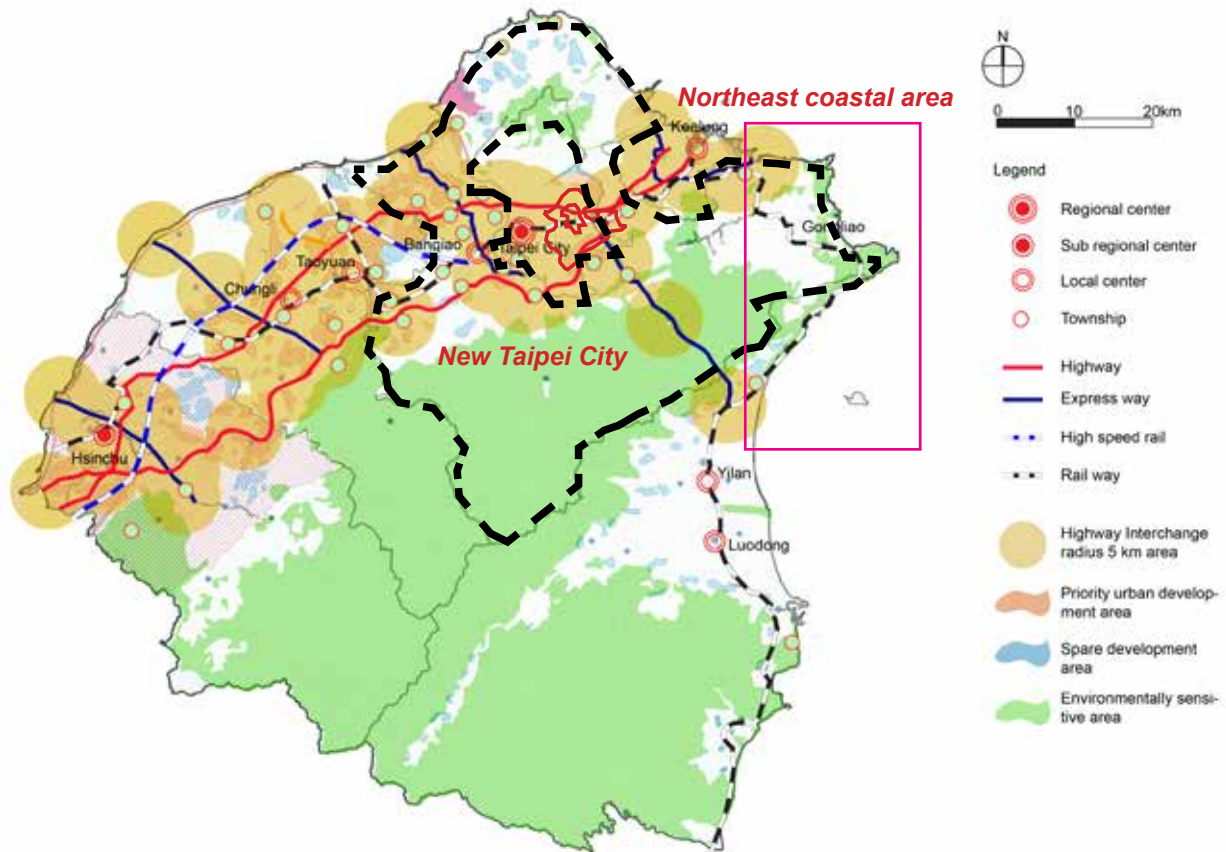 Northeast coastal area
Keelong
Gongliao
Taipei City
Banqiao
Taoyuan
Chungli
New Taipei City
Hsinchu
Yilan
Luodong
N
0 10 20km
Legend
Regional center
Sub regional center
Local center
Township
Highway
Express way
High speed rail
Rail way
Highway Interchange
radius 5 km area
Priority urban develop-
ment area
Spare development
area
Environmentally sensi-
tive area